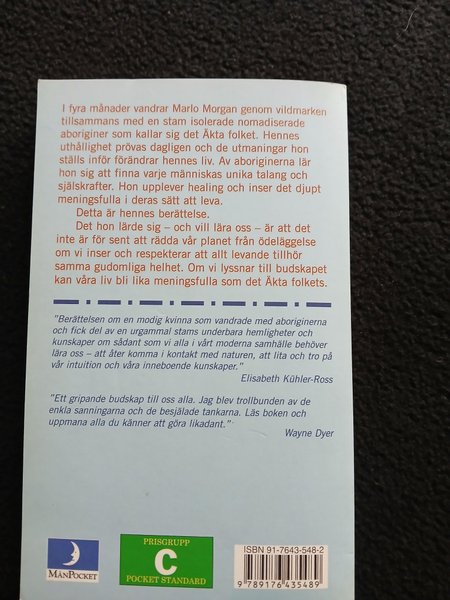 I fyra månader vandrar Marlo Morgan genom vildmarken
tillsammans med en stam isolerade nomadiserade
aboriginer som kallar sig det Äkta folket. Hennes
uthållighet prövas dagligen och de utmaningar hon
ställs inför förändrar hennes liv. Av aboriginerna lär
hon sig att finna varje människas unika talang och
själskrafter. Hon upplever healing och inser det djupt
meningsfulla i deras sätt att leva.
Detta är hennes berättelse.
Det hon lärde sig – och vill lära oss – är att det
inte är för sent att rädda vår planet från ödeläggelse
om vi inser och respekterar att allt levande tillhör
samma gudomliga helhet. Om vi lyssnar till budskapet
kan våra liv bli lika meningsfulla som det Äkta folkets.
"Berättelsen om en modig kvinna som vandrade med aboriginerna
och fick del av en urgammal stams underbara hemligheter och
kunskaper om sådant som vi alla i vårt moderna samhälle behöver
lära oss – att åter komma i kontakt med naturen, att lita och tro på
vår intuition och våra inneboende kunskaper."
Elisabeth Kühler-Ross
"Ett gripande budskap till oss alla. Jag blev trollbunden av de
enkla sanningarna och de besjälade tankarna. Läs boken och
uppmana alla du känner att göra likadant."
Wayne Dyer
MÅNPOCKET
PRISGRUPP
C
POCKET STANDARD
ISBN 91-7643-548-2
9 789176 435489